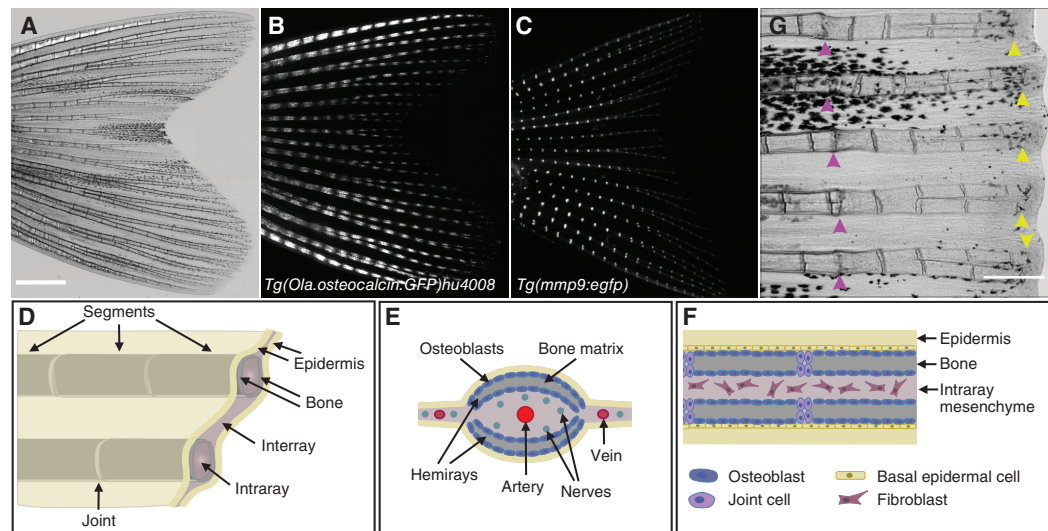 A
B
Tg(Ola.osteocalcin:GFP)hu4008
C
Tg(mmp9:egfp)
G
D
Segments
Epidermis
Bone
Interray
Intraray
Joint
E
Osteoblasts
Bone matrix
Hemirays
Artery
Nerves
Vein
F
Epidermis
Bone
Intraray
mesenchyme
Osteoblast
Basal epidermal cell
Joint cell
Fibroblast